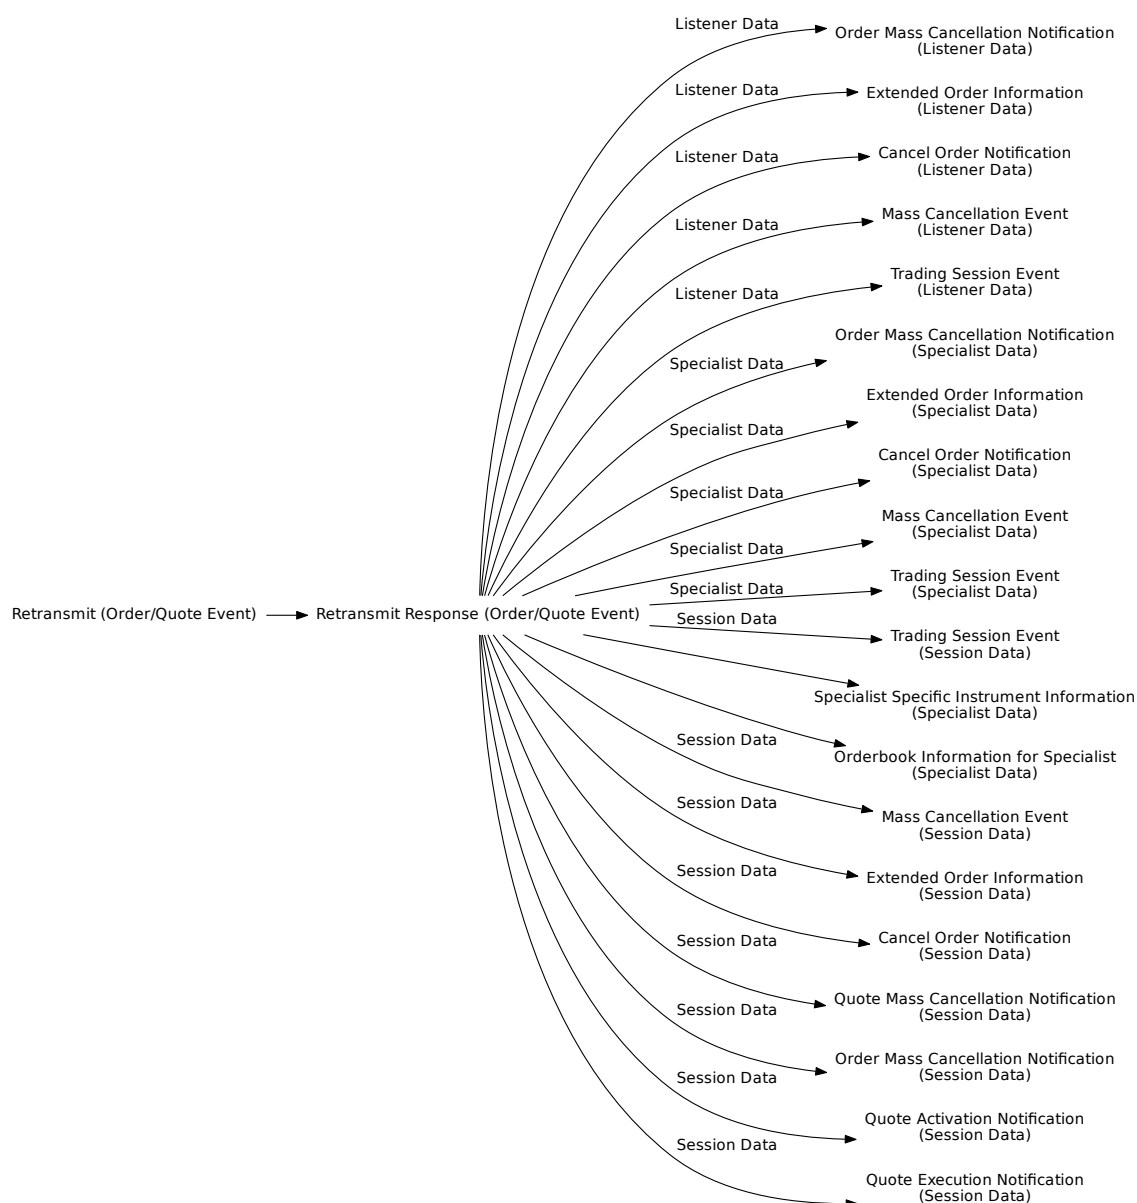 Listener Data
Order Mass Cancellation Notification
(Listener Data)
Listener Data
Extended Order Information
(Listener Data)
Listener Data
Cancel Order Notification
(Listener Data)
Listener Data
Mass Cancellation Event
(Listener Data)
Listener Data
Trading Session Event
(Listener Data)
Specialist Data
Order Mass Cancellation Notification
(Specialist Data)
Specialist Data
Extended Order Information
(Specialist Data)
Specialist Data
Cancel Order Notification
(Specialist Data)
Specialist Data
Mass Cancellation Event
(Specialist Data)
Specialist Data
Trading Session Event
(Specialist Data)
Retransmit (Order/Quote Event)
Retransmit Response (Order/Quote Event)
Session Data
Trading Session Event
(Session Data)
Specialist Specific Instrument Information
(Specialist Data)
Orderbook Information for Specialist
(Specialist Data)
Session Data
Mass Cancellation Event
(Session Data)
Session Data
Extended Order Information
(Session Data)
Session Data
Cancel Order Notification
(Session Data)
Session Data
Quote Mass Cancellation Notification
(Session Data)
Session Data
Order Mass Cancellation Notification
(Session Data)
Session Data
Quote Activation Notification
(Session Data)
Session Data
Quote Execution Notification
(Session Data)